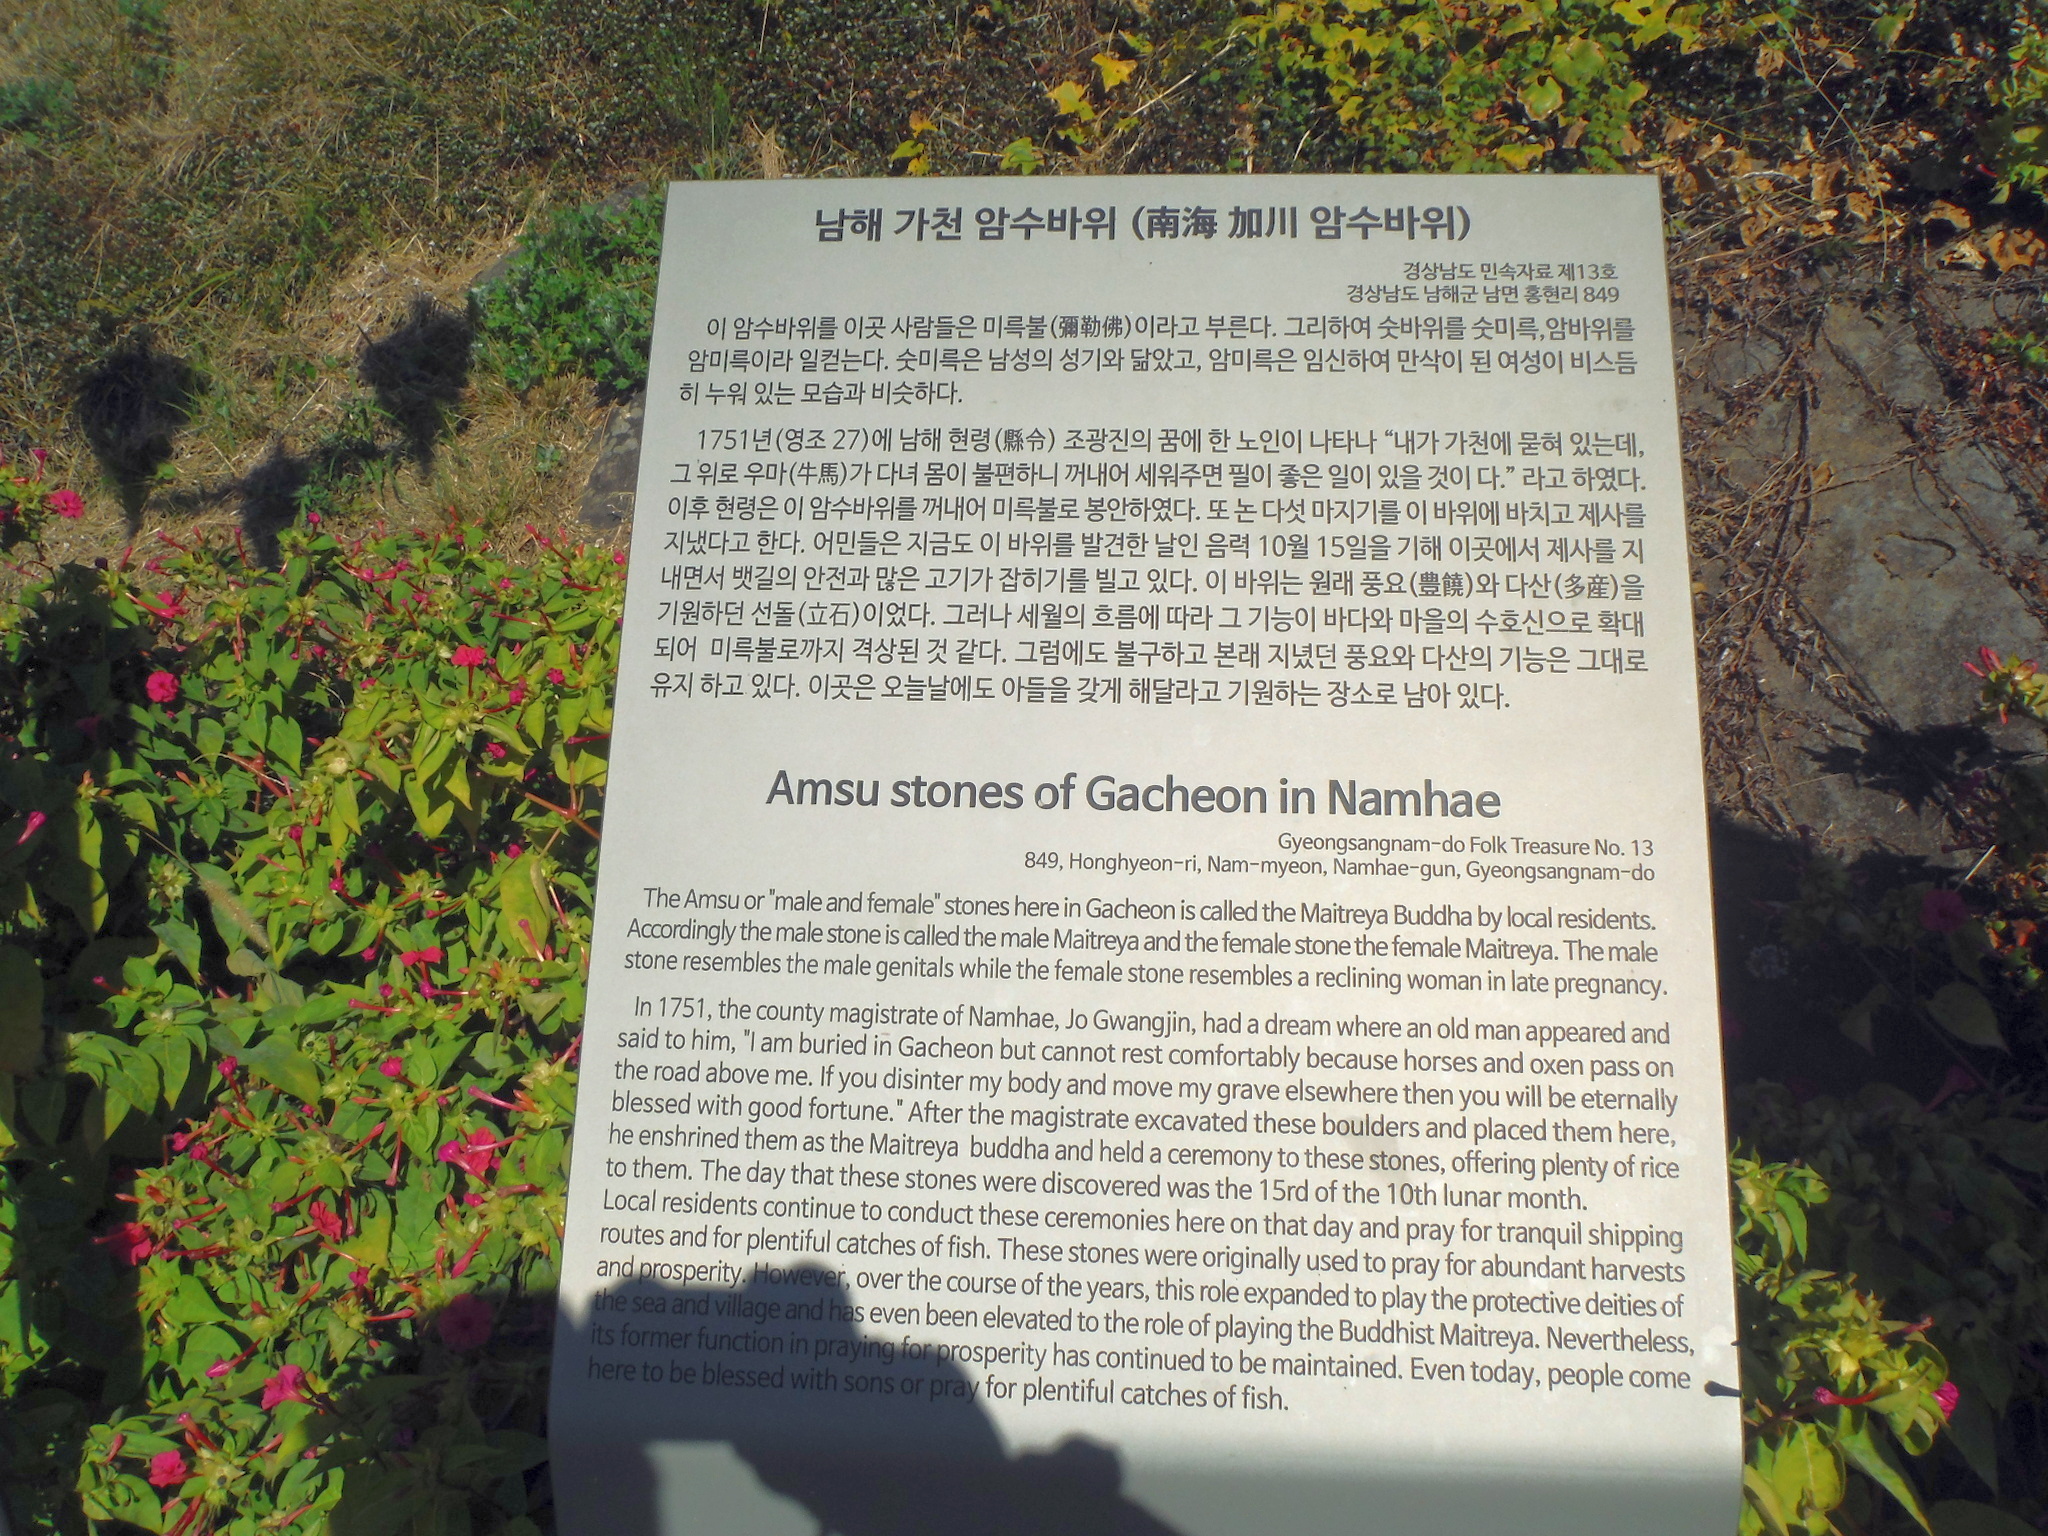 남해 가천 암수바위 (南海 加川 암수바위)
경상남도 민속자료 제13호
경상남도 남해군 남면 홍현리 849
이 암수바위를 이곳 사람들은 미륵불(彌勒佛)이라고 부른다. 그리하여 숫바위를 숫미륵,암바위를
암미륵이라 일컫는다. 숫미륵은 남성의 성기와 닮았고, 암미륵은 임신하여 만삭이 된 여성이 비스듬
히 누워 있는 모습과 비슷하다.
1751년(영조 27)에 남해 현령(縣令) 조광진의 꿈에 한 노인이 나타나 “내가 가천에 묻혀 있는데,
그 위로 우마(牛馬)가 다녀 몸이 불편하니 꺼내어 세워주면 필이 좋은 일이 있을 것이 다.” 라고 하였다.
이후 현령은 이 암수바위를 꺼내어 미륵불로 봉안하였다. 또 논 다섯 마지기를 이 바위에 바치고 제사를
지냈다고 한다. 어민들은 지금도 이 바위를 발견한 날인 음력 10월 15일을 기해 이곳에서 제사를 지
내면서 뱃길의 안전과 많은 고기가 잡히기를 빌고 있다. 이 바위는 원래 풍요(豊饒)와 다산(多産)을
기원하던 선돌(立石)이었다. 그러나 세월의 흐름에 따라 그 기능이 바다와 마을의 수호신으로 확대
되어 미륵불로까지 격상된 것 같다. 그럼에도 불구하고 본래 지녔던 풍요와 다산의 기능은 그대로
유지 하고 있다. 이곳은 오늘날에도 아들을 갖게 해달라고 기원하는 장소로 남아 있다.
Amsu stones of Gacheon in Namhae
Gyeongsangnam-do Folk Treasure No. 13
849, Honghyeon-ri, Nam-myeon, Namhae-gun, Gyeongsangnam-do
The Amsu or "male and female" stones here in Gacheon is called the Maitreya Buddha by local residents.
Accordingly the male stone is called the male Maitreya and the female stone the female Maitreya. The male
stone resembles the male genitals while the female stone resembles a reclining woman in late pregnancy.
In 1751, the county magistrate of Namhae, Jo Gwangjin, had a dream where an old man appeared and
said to him, "I am buried in Gacheon but cannot rest comfortably because horses and oxen pass on
the road above me. If you disinter my body and move my grave elsewhere then you will be eternally
blessed with good fortune." After the magistrate excavated these boulders and placed them here,
he enshrined them as the Maitreya buddha and held a ceremony to these stones, offering plenty of rice
to them. The day that these stones were discovered was the 15rd of the 10th lunar month.
Local residents continue to conduct these ceremonies here on that day and pray for tranquil shipping
routes and for plentiful catches of fish. These stones were originally used to pray for abundant harvests
and prosperity. However, over the course of the years, this role expanded to play the protective deities of
the sea and village and has even been elevated to the role of playing the Buddhist Maitreya. Nevertheless,
its former function in praying for prosperity has continued to be maintained. Even today, people come
here to be blessed with sons or pray for plentiful catches of fish.